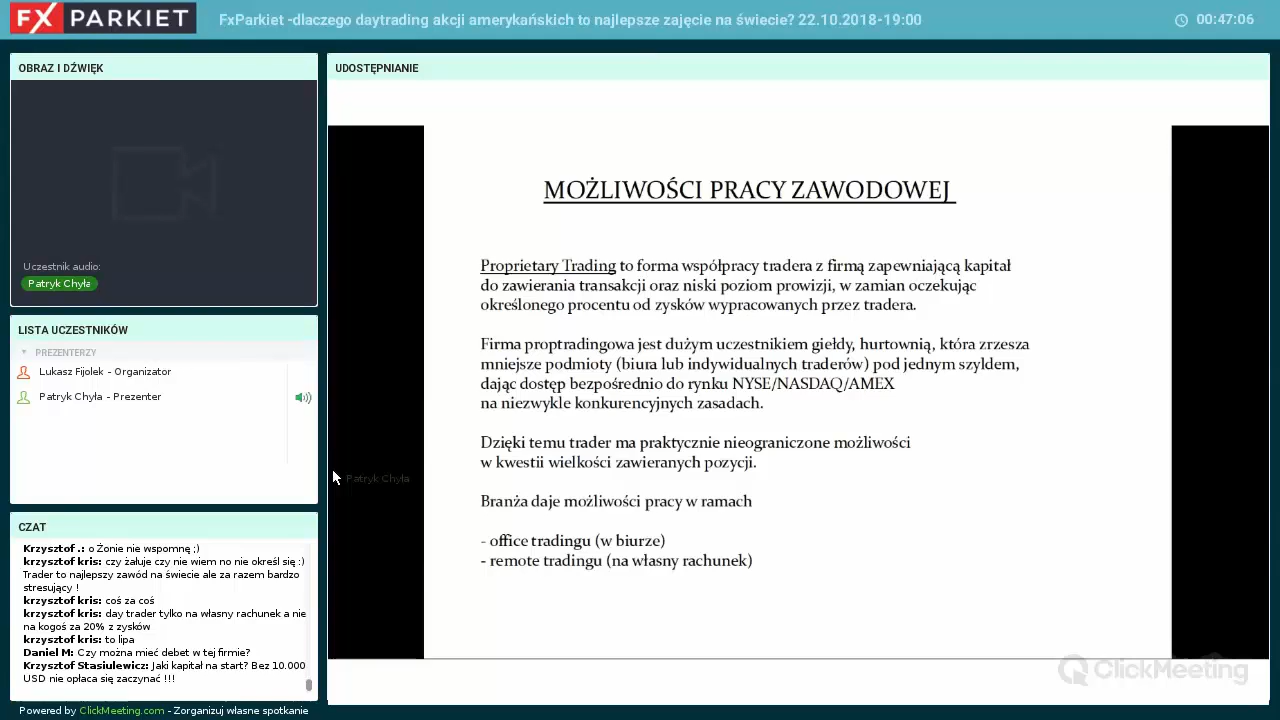 FX PARKIET
FxParkiet -dlaczego daytrading akcji amerykańskich to najlepsze zajęcie na świecie? 22.10.2018-19:00
00:47:06
OBRAZ I DŹWIĘK
Uczestnik audio:
Patryk Chyła
LISTA UCZESTNIKÓW
PREZENTERZY
Lukasz Fijolek - Organizator
Patryk Chyła - Prezenter
CZAT
Krzysztof .: o Żonie nie wspomnę ;)
krzysztof kris: czy żałuje czy nie wiem no nie określ się :)
Trader to najlepszy zawód na świecie ale za razem bardzo
stresujący !
krzysztof kris: coś za coś
krzysztof kris: day trader tylko na własny rachunek a nie
na kogoś za 20% z zysków
krzysztof kris: to lipa
Daniel M: Czy można mieć debet w tej firmie?
Krzysztof Stasiulewicz: Jaki kapitał na start? Bez 10.000
USD nie opłaca się zaczynać !!!
Powered by ClickMeeting.com - Zorganizuj własne spotkanie
UDOSTĘPNIANIE
MOŻLIWOŚCI PRACY ZAWODOWEJ
Proprietary Trading to forma współpracy tradera z firmą zapewniającą kapitał
do zawierania transakcji oraz niski poziom prowizji, w zamian oczekując
określonego procentu od zysków wypracowanych przez tradera.
Firma proptradingowa jest dużym uczestnikiem giełdy, hurtownią, która zrzesza
mniejsze podmioty (biura lub indywidualnych traderów) pod jednym szyldem,
dając dostęp bezpośrednio do rynku NYSE/NASDAQ/AMEX
na niezwykle konkurencyjnych zasadach.
Dzięki temu trader ma praktycznie nieograniczone możliwości
w kwestii wielkości zawieranych pozycji.
Branża daje możliwości pracy w ramach
- office tradingu (w biurze)
- remote tradingu (na własny rachunek)
Patryk Chyła
ClickMeeting